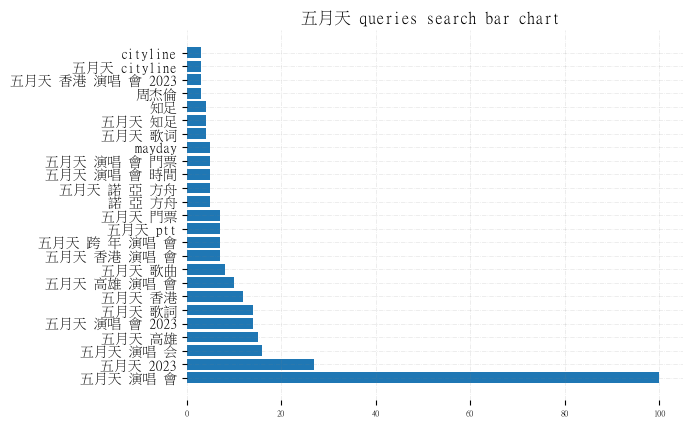 五月天 queries search bar chart
cityline
五月天 cityline
五月天 香港 演唱 會 2023
周杰倫
知足
五月天 知足
五月天 歌词
mayday
五月天 演唱 會 門票
五月天 演唱 會 時間
五月天 諾 亞 方舟
諾 亞 方舟
五月天 門票
五月天 ptt
五月天 跨 年 演唱 會
五月天 香港 演唱 會
五月天 歌曲
五月天 高雄 演唱 會
五月天 香港
五月天 歌詞
五月天 演唱 會 2023
五月天 高雄
五月天 演唱 会
五月天 2023
五月天 演唱 會
0 20 40 60 80 100